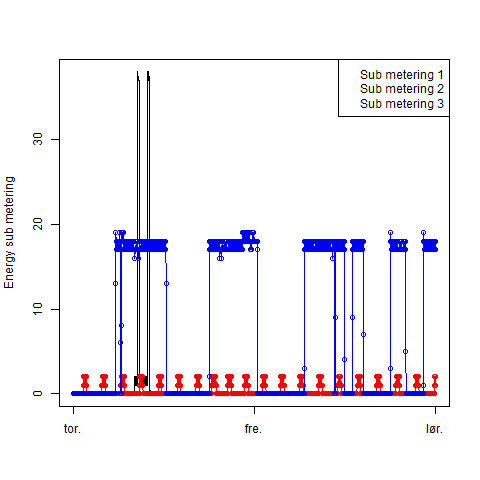 Sub metering 1
Sub metering 2
Sub metering 3
Energy sub metering
30
20
10
0
tor.
fre.
lør.